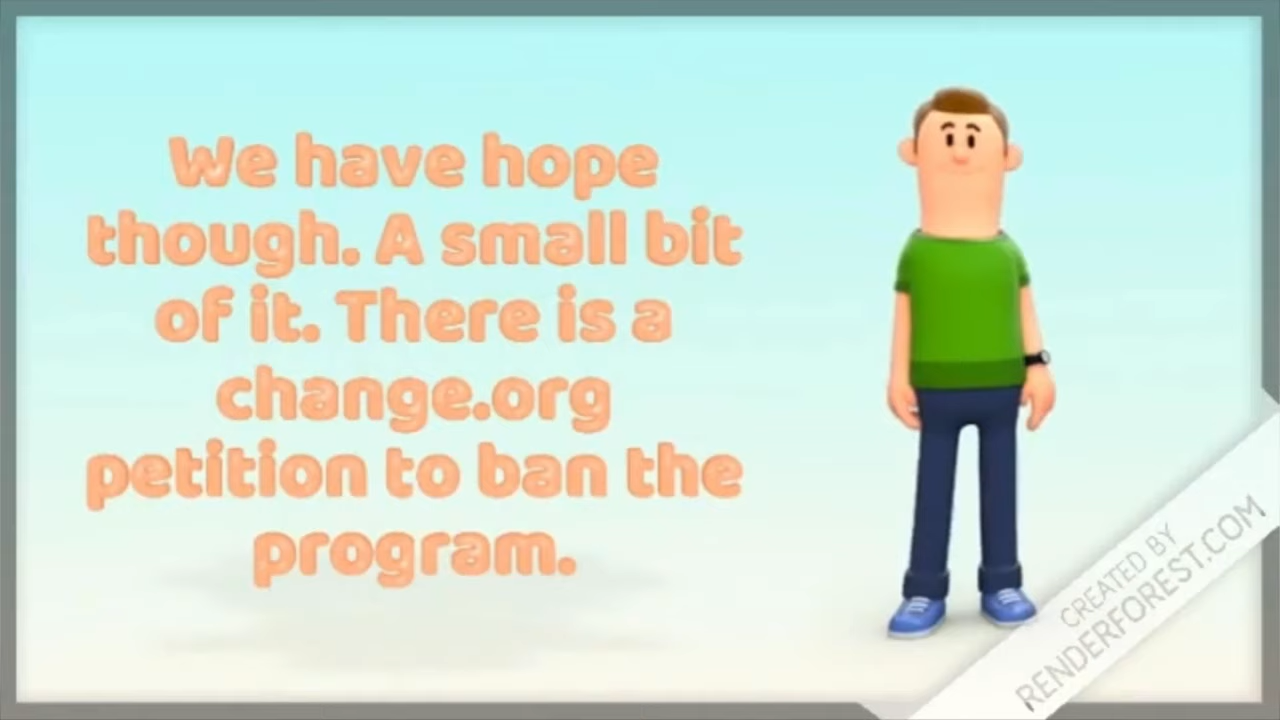 We have hope
though. A small bit
of it. There is a
change.org
petition to ban the
program.
CREATED BY
RENDERFOREST.COM